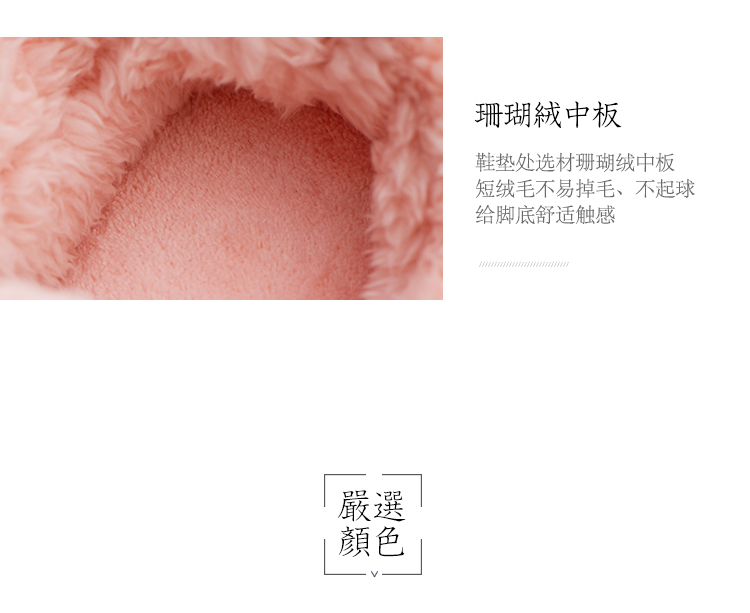 珊瑚絨中板
鞋垫处选材珊瑚绒中板
短绒毛不易掉毛、不起球
给脚底舒适触感
嚴選
顏色